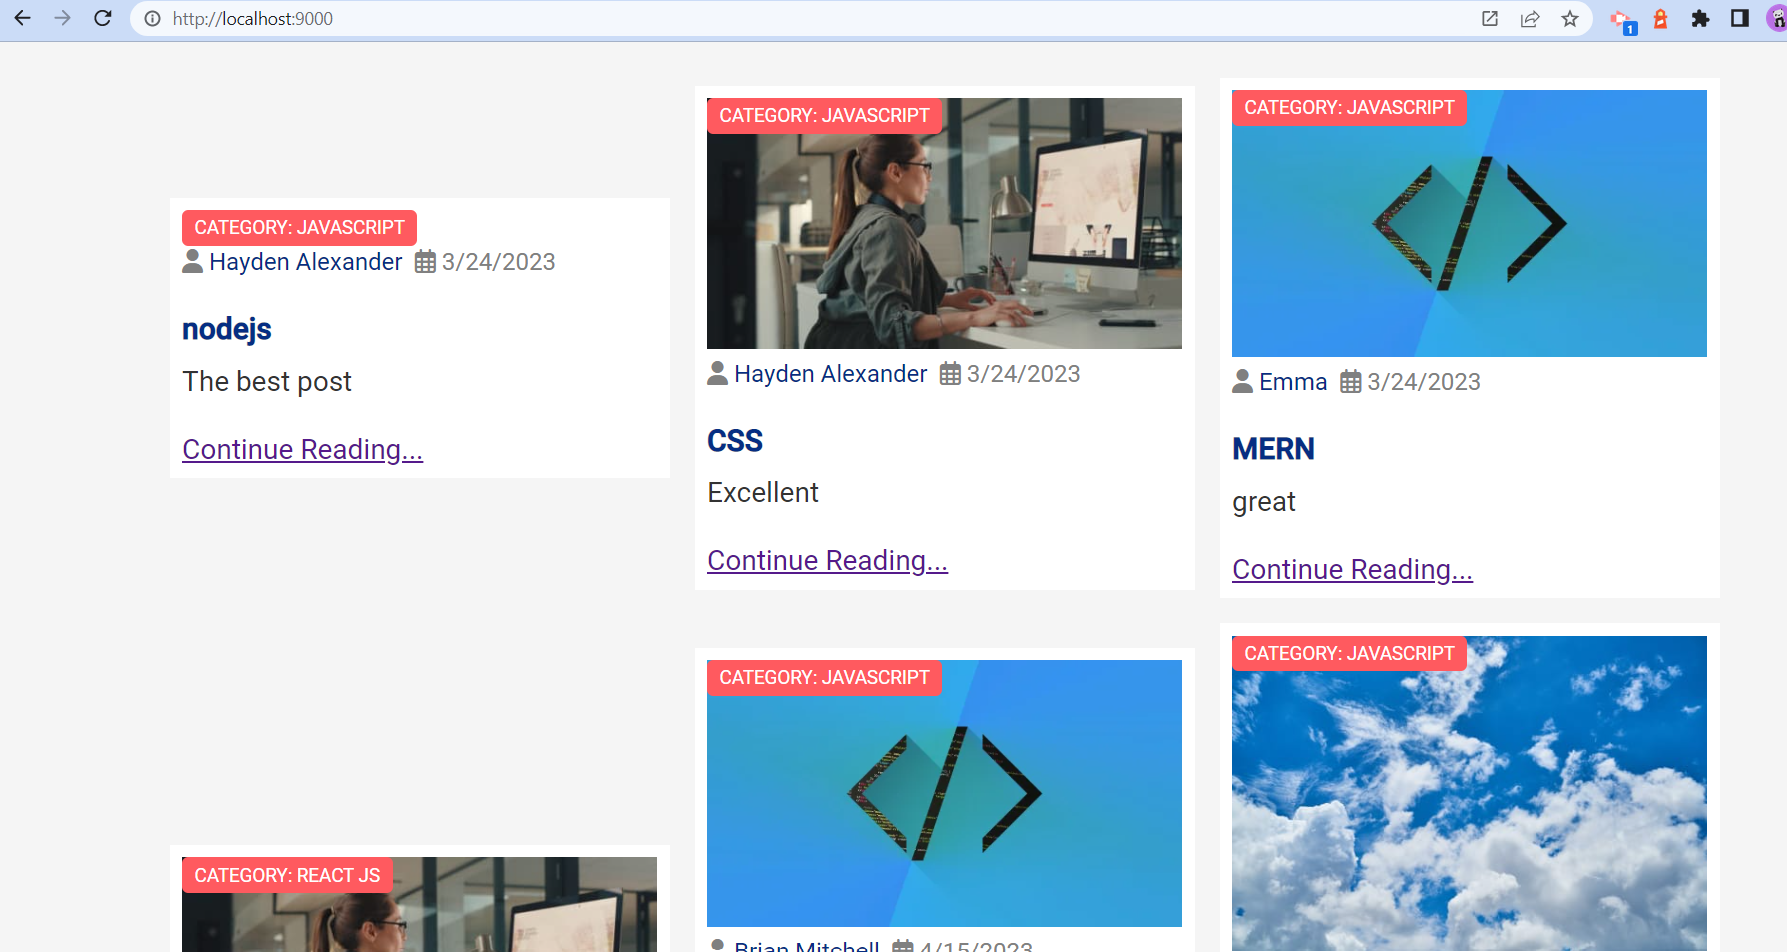 http://localhost:9000
1
CATEGORY: JAVASCRIPT
Hayden Alexander 3/24/2023
nodejs
The best post
Continue Reading...
CATEGORY: JAVASCRIPT
Hayden Alexander 3/24/2023
CSS
Excellent
Continue Reading...
CATEGORY: JAVASCRIPT
Emma 3/24/2023
MERN
great
Continue Reading...
CATEGORY: REACT JS
CATEGORY: JAVASCRIPT
Brian Mitchell 4/15/2023
CATEGORY: JAVASCRIPT